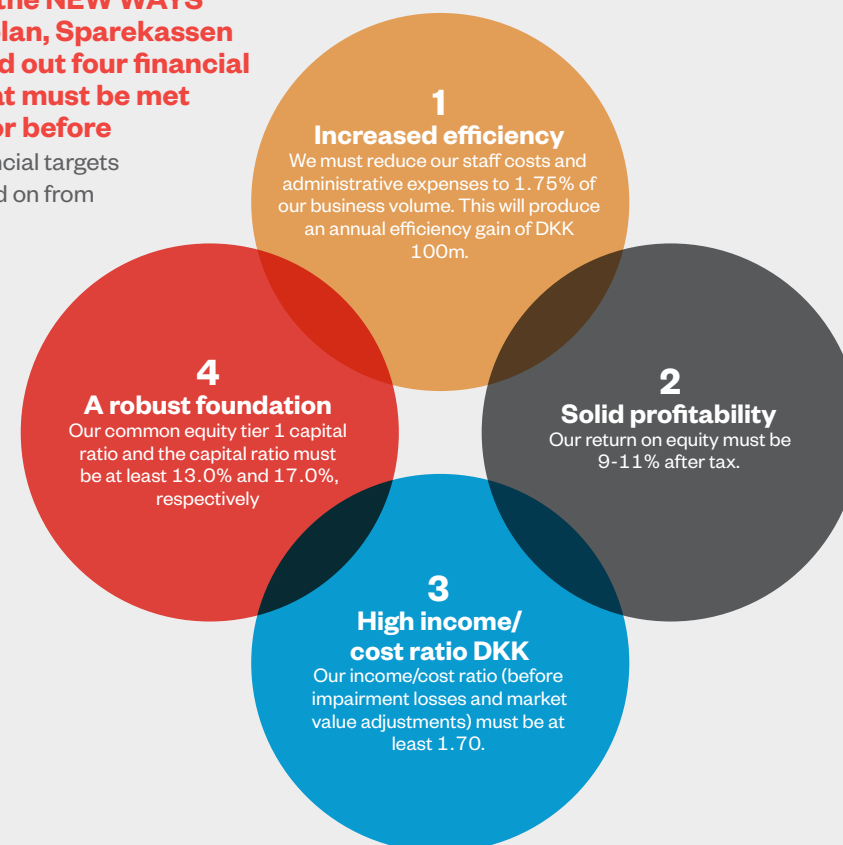 the NEW WAYS
lan, Sparekassen
d out four financial
at must be met
or before
ncial targets
d on from
1
Increased efficiency
We must reduce our staff costs and
administrative expenses to 1.75% of
our business volume. This will produce
an annual efficiency gain of DKK
100m.
2
Solid profitability
Our return on equity must be
9-11% after tax.
3
High income/
cost ratio DKK
Our income/cost ratio (before
impairment losses and market
value adjustments) must be at
least 1.70.
4
A robust foundation
Our common equity tier 1 capital
ratio and the capital ratio must
be at least 13.0% and 17.0%,
respectively